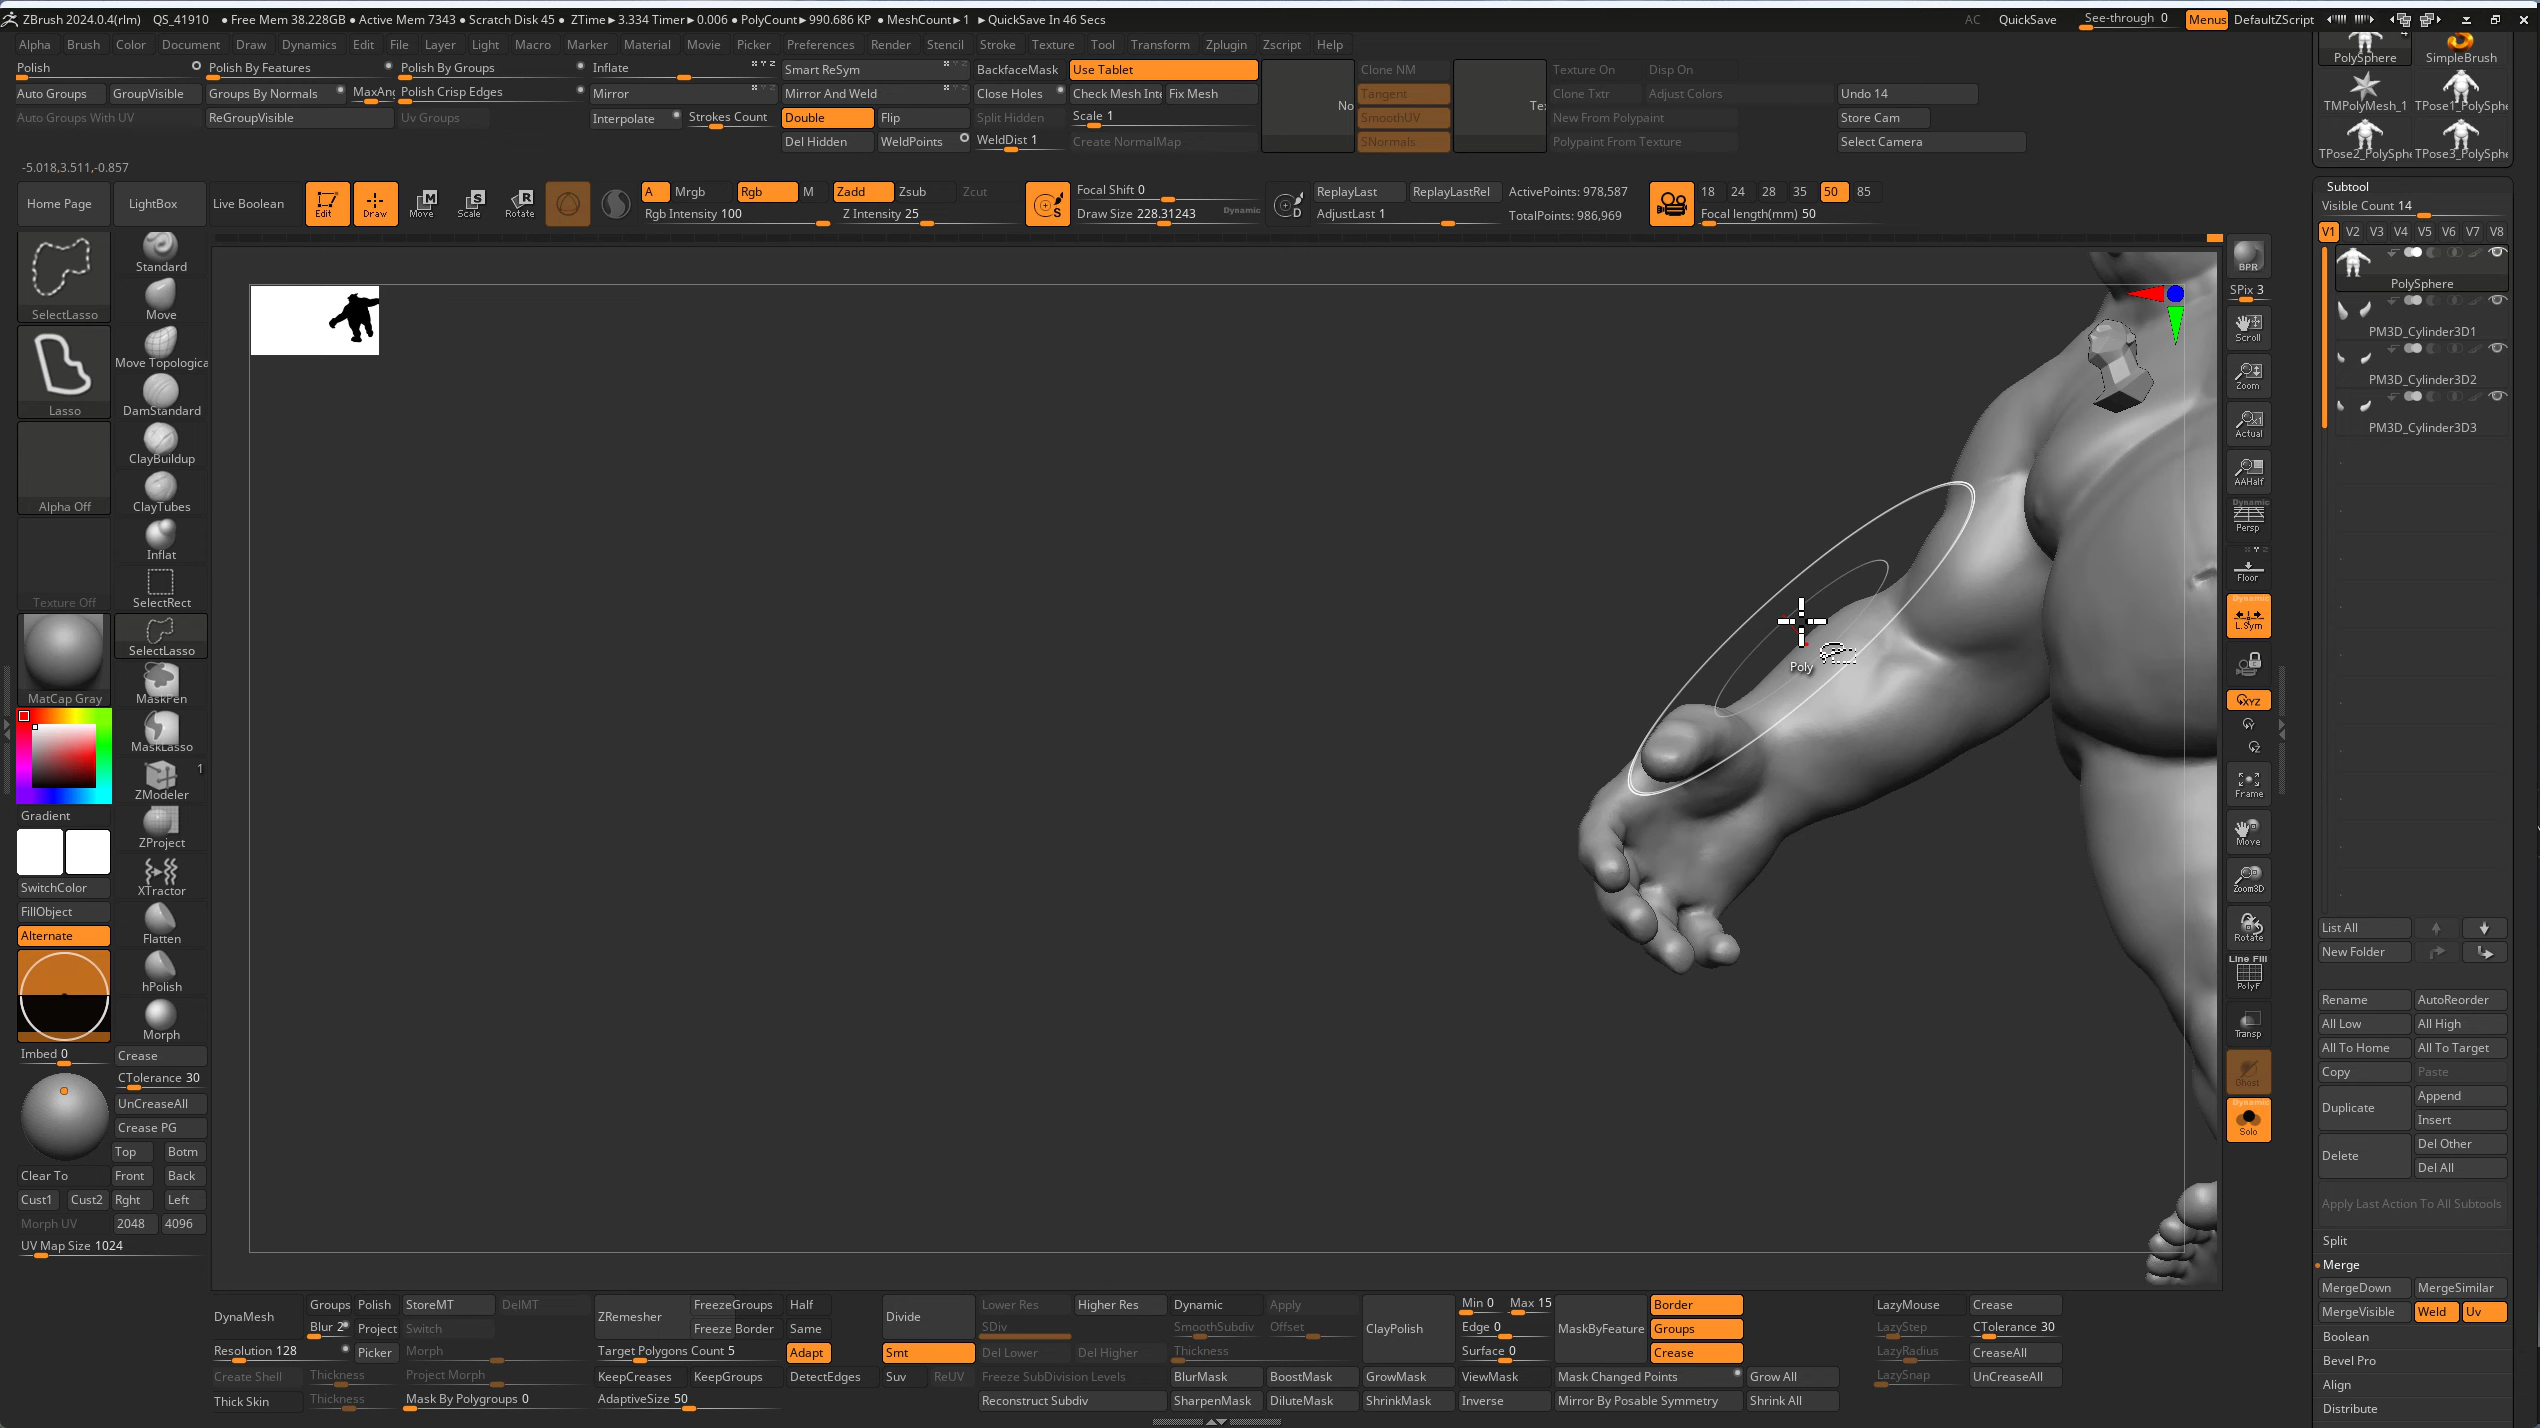 ZBrush 2024.0.4(rlm) QS_41910 ● Free Mem 38.228GB ● Active Mem 7343 ● Scratch Disk 45 ● ZTime►3.334 Timer►0.006 ● PolyCount►990.686 KP ● MeshCount►1 ►QuickSave In 46 Secs AC QuickSave See-through 0 Menus DefaultZScript
Alpha Brush Color Document Draw Dynamics Edit File Layer Light Macro Marker Material Movie Picker Preferences Render Stencil Stroke Texture Tool Transform Zplugin Zscript Help
Polish Polish By Features Polish By Groups Inflate Smart ReSym BackfaceMask Use Tablet Clone NM Texture On Disp On
Auto Groups GroupVisible Groups By Normals MaxAn Polish Crisp Edges Mirror Mirror And Weld Close Holes Check Mesh Inte Fix Mesh Tangent Clone Txtr Adjust Colors Undo 14
Auto Groups With UV ReGroupVisible Uv Groups Interpolate Strokes Count Double Flip Split Hidden Scale 1 No SmoothUV Te: New From Polypaint Store Cam
Del Hidden WeldPoints WeldDist 1 Create NormalMap SNormals Polypaint From Texture Select Camera
-5.018,3.511,-0.857
Home Page LightBox Live Boolean Edit Draw Move Scale Rotate A Mrgb Rgb M Zadd Zsub Zcut
Rgb Intensity 100 Z Intensity 25
Focal Shift 0
Draw Size 228.31243 Dynamic
ReplayLast ReplayLastRel ActivePoints: 978,587
AdjustLast 1 TotalPoints: 986,969
18 24 28 35 50 85
Focal length(mm) 50
PolySphere 4 SimpleBrush
TMPolyMesh_1 TPose1_PolySphe
TPose2_PolySphe TPose3_PolySphe
Subtool
Visible Count 14
V1 V2 V3 V4 V5 V6 V7 V8
PolySphere
PM3D_Cylinder3D1
PM3D_Cylinder3D2
PM3D_Cylinder3D3
SelectLasso
Lasso
Alpha Off
Texture Off
MatCap Gray
Gradient
SwitchColor
FillObject
Alternate
Imbed 0
Standard
Move
Move Topologica
DamStandard
ClayBuildup
ClayTubes
Inflat
SelectRect
SelectLasso
MaskPen
MaskLasso
ZModeler 1
ZProject
XTractor
Flatten
hPolish
Morph
Crease
CTolerance 30
UnCreaseAll
Crease PG
Top Botm
Clear To Front Back
Cust1 Cust2 Rght Left
Morph UV 2048 4096
UV Map Size 1024
Poly
BPR
SPix 3
Scroll
Zoom
Actual
AAHalf
Dynamic
Persp
Floor
Dynamic
L.Sym
XYZ
Y
Z
Frame
Move
Zoom3D
Rotate
Line Fill
PolyF
Transp
Ghost
Dynamic
Solo
List All
New Folder
Rename AutoReorder
All Low All High
All To Home All To Target
Copy Paste
Duplicate Append
Insert
Delete Del Other
Del All
Apply Last Action To All Subtools
Split
Merge
MergeDown MergeSimilar
MergeVisible Weld Uv
Boolean
Bevel Pro
Align
Distribute
DynaMesh Groups Polish StoreMT DelMT ZRemesher FreezeGroups Half Divide Lower Res Higher Res Dynamic Apply ClayPolish Min 0 Max 15 MaskByFeature Border LazyMouse Crease
Blur 2 Project Switch Freeze Border Same SDiv SmoothSubdiv Offset Edge 0 Groups LazyStep CTolerance 30
Resolution 128 Picker Morph Target Polygons Count 5 Adapt Smt Del Lower Del Higher Thickness Surface 0 Crease LazyRadius CreaseAll
Create Shell Thickness Project Morph KeepCreases KeepGroups DetectEdges Suv ReUV Freeze SubDivision Levels BlurMask BoostMask GrowMask ViewMask Mask Changed Points Grow All LazySnap UnCreaseAll
Thick Skin Thickness Mask By Polygroups 0 AdaptiveSize 50 Reconstruct Subdiv SharpenMask DiluteMask ShrinkMask Inverse Mirror By Posable Symmetry Shrink All